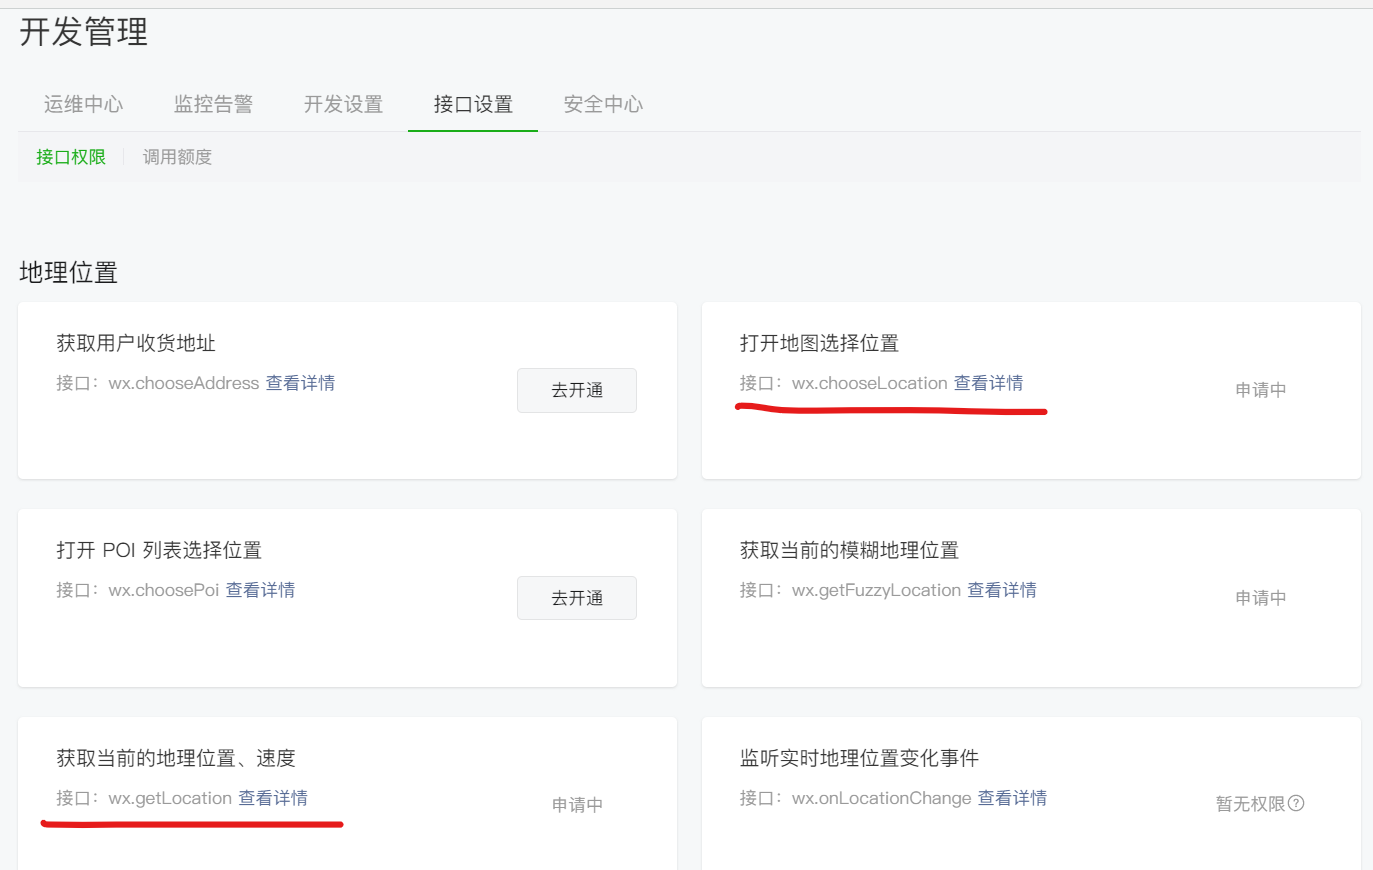 开发管理
运维中心 监控告警 开发设置 接口设置 安全中心
接口权限 调用额度
地理位置
获取用户收货地址
接口：wx.chooseAddress 查看详情
去开通
打开地图选择位置
接口：wx.chooseLocation 查看详情
申请中
打开 POI 列表选择位置
接口：wx.choosePoi 查看详情
去开通
获取当前的模糊地理位置
接口：wx.getFuzzyLocation 查看详情
申请中
获取当前的地理位置、速度
接口：wx.getLocation 查看详情
申请中
监听实时地理位置变化事件
接口：wx.onLocationChange 查看详情
暂无权限?